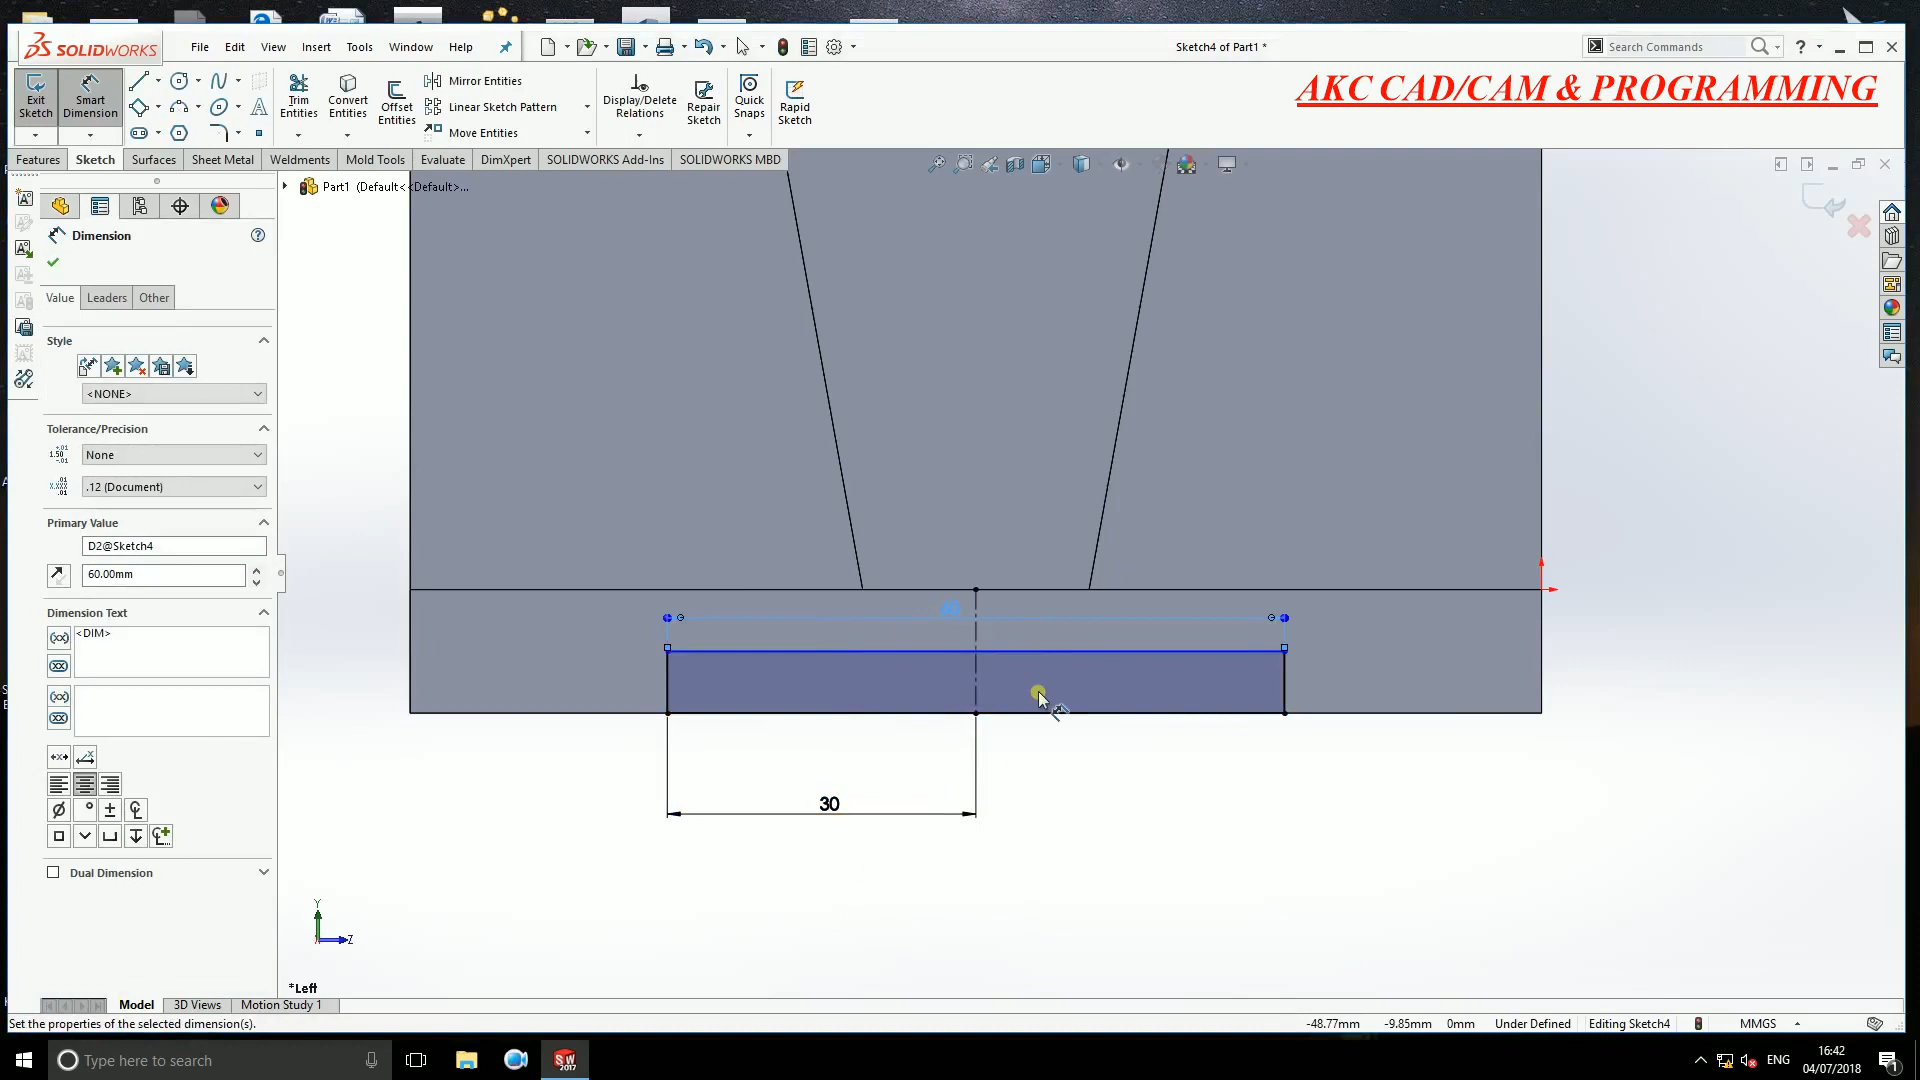 SOLIDWORKS
File Edit View Insert Tools Window Help
Sketch4 of Part1 *
Search Commands
AKC CAD/CAM & PROGRAMMING
Exit Sketch
Smart Dimension
Trim Entities
Convert Entities
Offset Entities
Mirror Entities
Linear Sketch Pattern
Move Entities
Display/Delete Relations
Repair Sketch
Quick Snaps
Rapid Sketch
Features Sketch Surfaces Sheet Metal Weldments Mold Tools Evaluate DimXpert SOLIDWORKS Add-Ins SOLIDWORKS MBD
Part1 (Default<<Default>...
Dimension
Value Leaders Other
Style
<NONE>
Tolerance/Precision
None
.12 (Document)
Primary Value
D2@Sketch4
60.00mm
Dimension Text
<DIM>
Dual Dimension
30
Y
Z
*Left
Model 3D Views Motion Study 1
Set the properties of the selected dimension(s).
-48.77mm -9.85mm 0mm Under Defined Editing Sketch4 MMGS
Type here to search
SW 2017
ENG
16:42
04/07/2018